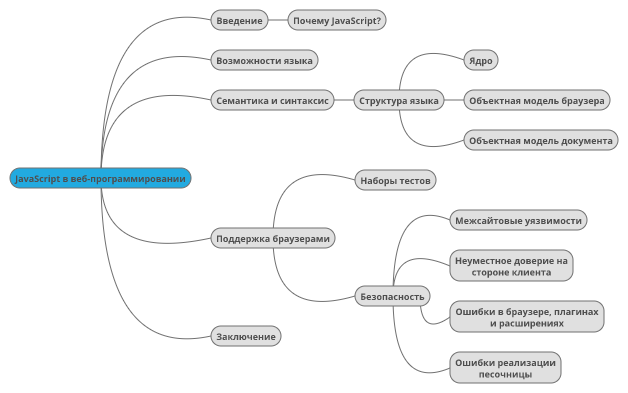 Введение
Почему JavaScript?
Возможности языка
Семантика и синтаксис
Структура языка
Ядро
Объектная модель браузера
Объектная модель документа
JavaScript в веб-программировании
Наборы тестов
Поддержка браузерами
Безопасность
Межсайтовые уязвимости
Неуместное доверие на
стороне клиента
Ошибки в браузере, плагинах
и расширениях
Ошибки реализации
песочницы
Заключение